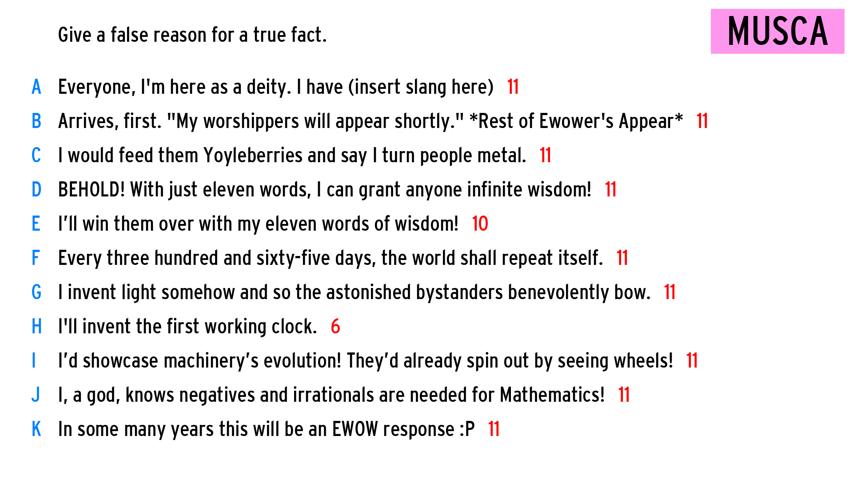 Give a false reason for a true fact.
MUSCA
A Everyone, I'm here as a deity. I have (insert slang here) 11
B Arrives, first. "My worshippers will appear shortly." *Rest of Ewower's Appear* 11
C I would feed them Yoyleberries and say I turn people metal. 11
D BEHOLD! With just eleven words, I can grant anyone infinite wisdom! 11
E I’ll win them over with my eleven words of wisdom! 10
F Every three hundred and sixty-five days, the world shall repeat itself. 11
G I invent light somehow and so the astonished bystanders benevolently bow. 11
H I'll invent the first working clock. 6
I I’d showcase machinery’s evolution! They’d already spin out by seeing wheels! 11
J I, a god, knows negatives and irrationals are needed for Mathematics! 11
K In some many years this will be an EWOW response :P 11